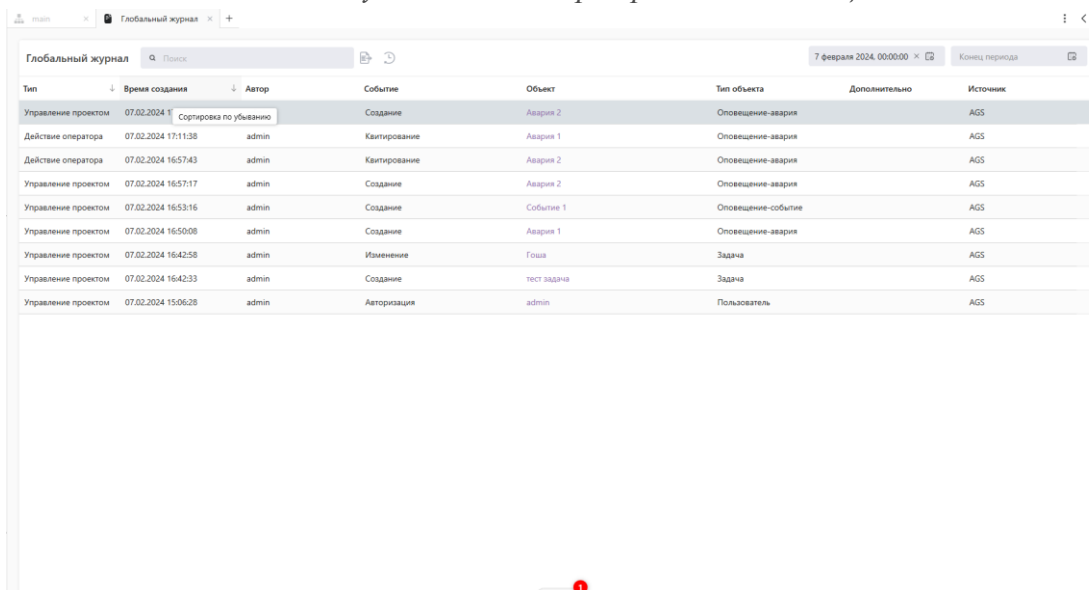 main × Глобальный журнал × +
Глобальный журнал Поиск 7 февраля 2024, 00:00:00 × Конец периода
Тип ↓ Время создания ↓ Автор Событие Объект Тип объекта Дополнительно Источник
Управление проектом 07.02.2024 Создание Авария 2 Оповещение-авария AGS
Сортировка по убыванию
Действие оператора 07.02.2024 17:11:38 admin Квитирование Авария 1 Оповещение-авария AGS
Действие оператора 07.02.2024 16:57:43 admin Квитирование Авария 2 Оповещение-авария AGS
Управление проектом 07.02.2024 16:57:17 admin Создание Авария 2 Оповещение-авария AGS
Управление проектом 07.02.2024 16:53:16 admin Создание Событие 1 Оповещение-событие AGS
Управление проектом 07.02.2024 16:50:08 admin Создание Авария 1 Оповещение-авария AGS
Управление проектом 07.02.2024 16:42:58 admin Изменение Гоша Задача AGS
Управление проектом 07.02.2024 16:42:33 admin Создание тест задача Задача AGS
Управление проектом 07.02.2024 15:06:28 admin Авторизация admin Пользователь AGS
1